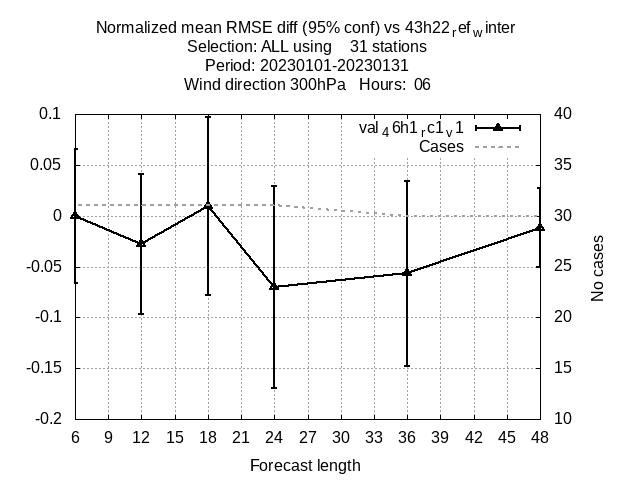 Normalized mean RMSE diff (95% conf) vs 43h22refwinter
Selection: ALL using 31 stations
Period: 20230101-20230131
Wind direction 300hPa Hours: 06
0.1
0.05
0
-0.05
-0.1
-0.15
-0.2
val46h1rc1v1
Cases
40
35
30
25
20
15
10
No cases
6 9 12 15 18 21 24 27 30 33 36 39 42 45 48
Forecast length